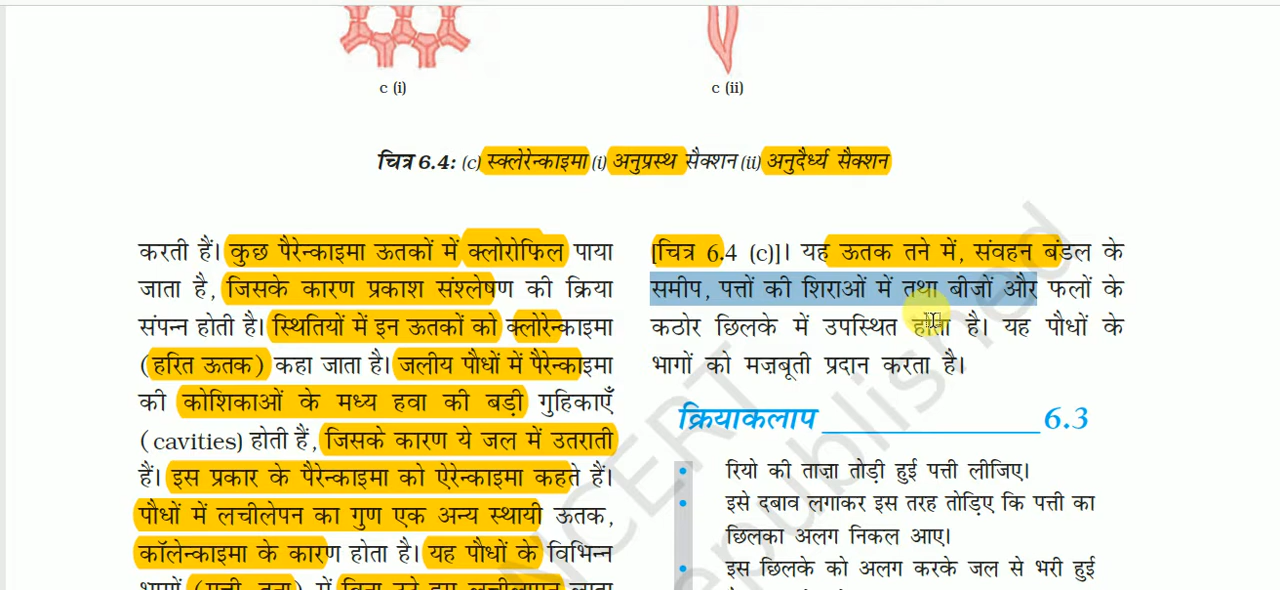 c (i)
c (ii)
चित्र 6.4: (c) स्क्लेरेन्काइमा (i) अनुप्रस्थ सैक्शन (ii) अनुदैर्ध्य सैक्शन
करती हैं। कुछ पैरेन्काइमा ऊतकों में क्लोरोफिल पाया
जाता है, जिसके कारण प्रकाश संश्लेषण की क्रिया
संपन्न होती है। स्थितियों में इन ऊतकों को क्लोरेन्काइमा
(हरित ऊतक) कहा जाता है। जलीय पौधों में पैरेन्काइमा
की कोशिकाओं के मध्य हवा की बड़ी गुहिकाएँ
(cavities) होती हैं, जिसके कारण ये जल में उतराती
हैं। इस प्रकार के पैरेन्काइमा को ऐरेन्काइमा कहते हैं।
पौधों में लचीलेपन का गुण एक अन्य स्थायी ऊतक,
कॉलेन्काइमा के कारण होता है। यह पौधों के विभिन्न
[चित्र 6.4 (c)]। यह ऊतक तने में, संवहन बंडल के
समीप, पत्तों की शिराओं में तथा बीजों और फलों के
कठोर छिलके में उपस्थित होता है। यह पौधों के
भागों को मज़बूती प्रदान करता है।
क्रियाकलाप 6.3
• रियो की ताजा तोड़ी हुई पत्ती लीजिए।
• इसे दबाव लगाकर इस तरह तोड़िए कि पत्ती का
छिलका अलग निकल आए।
• इस छिलके को अलग करके जल से भरी हुई
NCERT
republished